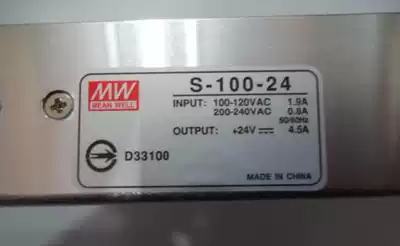 MW
MEAN WELL
S-100-24
INPUT: 100-120VAC 1.9A
200-240VAC 0.8A
50/60Hz
OUTPUT: +24V⎓ 4.5A
D33100
MADE IN CHINA